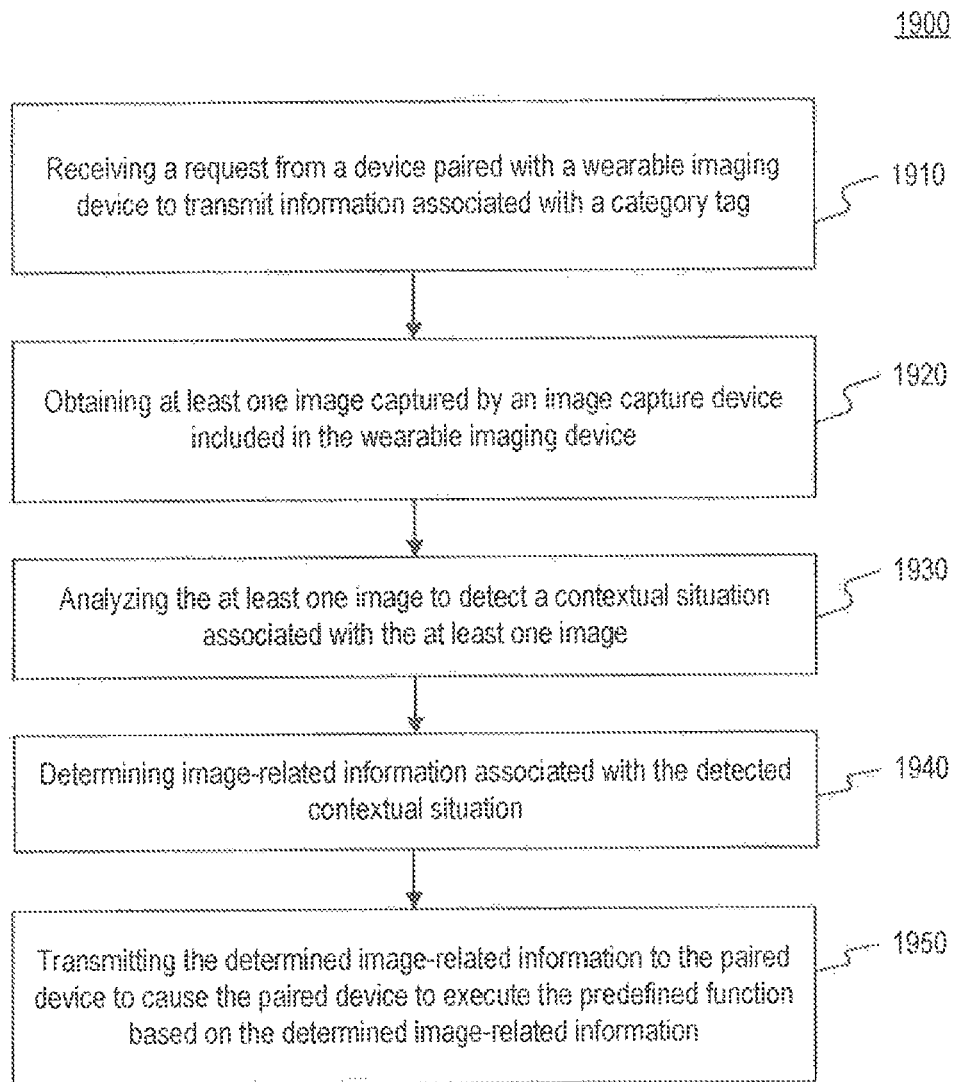 1900
Receiving a request from a device paired with a wearable imaging
device to transmit information associated with a category tag
1910
Obtaining at least one image captured by an image capture device
included in the wearable imaging device
1920
Analyzing the at least one image to detect a contextual situation
associated with the at least one image
1930
Determining image-related information associated with the detected
contextual situation
1940
Transmitting the determined image-related information to the paired
device to cause the paired device to execute the predefined function
based on the determined image-related information
1950